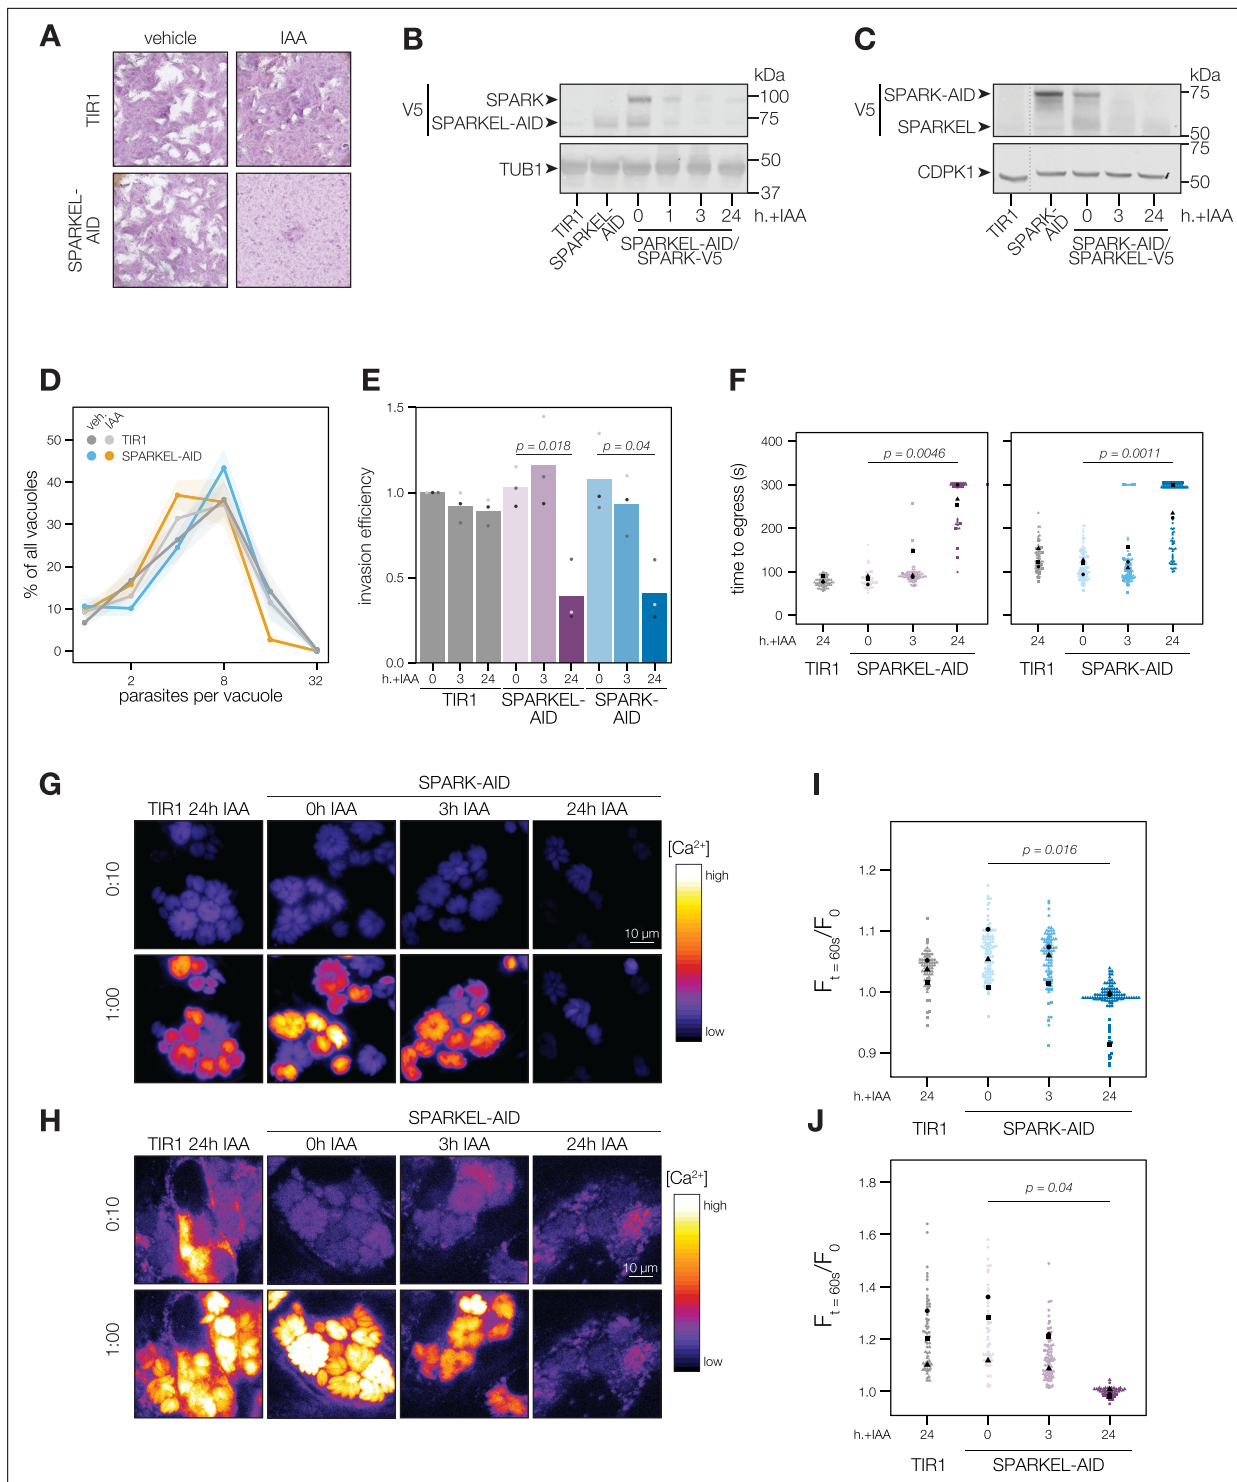 A
vehicle
IAA
TIR1
SPARKEL-
AID
B
kDa
V5
SPARK
SPARKEL-AID
100
75
TUB1
50
37
TIR1
SPARKEL-
AID
0
1
3
24
h.+IAA
SPARKEL-AID/
SPARK-V5
C
kDa
V5
SPARK-AID
SPARKEL
75
50
CDPK1
75
50
TIR1
SPARK-
AID
0
3
24
h.+IAA
SPARK-AID/
SPARKEL-V5
D
veh.
IAA
TIR1
SPARKEL-AID
% of all vacuoles
50
40
30
20
10
0
2
8
32
parasites per vacuole
E
invasion efficiency
1.5
1.0
0.5
0.0
p = 0.018
p = 0.04
h.+IAA
0
3
24
0
3
24
0
3
24
TIR1
SPARKEL-
AID
SPARK-
AID
F
time to egress (s)
400
300
200
100
0
p = 0.0046
p = 0.0011
h.+IAA
24
0
3
24
24
0
3
24
TIR1
SPARKEL-AID
TIR1
SPARK-AID
G
SPARK-AID
TIR1 24h IAA
0h IAA
3h IAA
24h IAA
0:10
1:00
10 µm
[Ca2+]
high
low
H
SPARKEL-AID
TIR1 24h IAA
0h IAA
3h IAA
24h IAA
0:10
1:00
10 µm
[Ca2+]
high
low
I
Ft = 60s/F0
1.2
1.1
1.0
0.9
p = 0.016
h.+IAA
24
0
3
24
TIR1
SPARK-AID
J
Ft = 60s/F0
1.8
1.6
1.4
1.2
1.0
p = 0.04
h.+IAA
24
0
3
24
TIR1
SPARKEL-AID